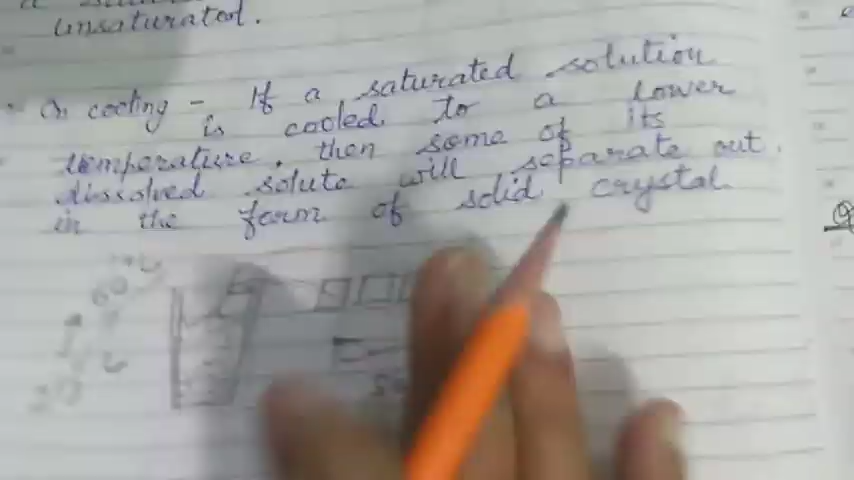 unsaturated.
On cooling - If a saturated solution
is cooled to a lower
temperature, then some of its
dissolved solute will separate out
in the form of solid crystal